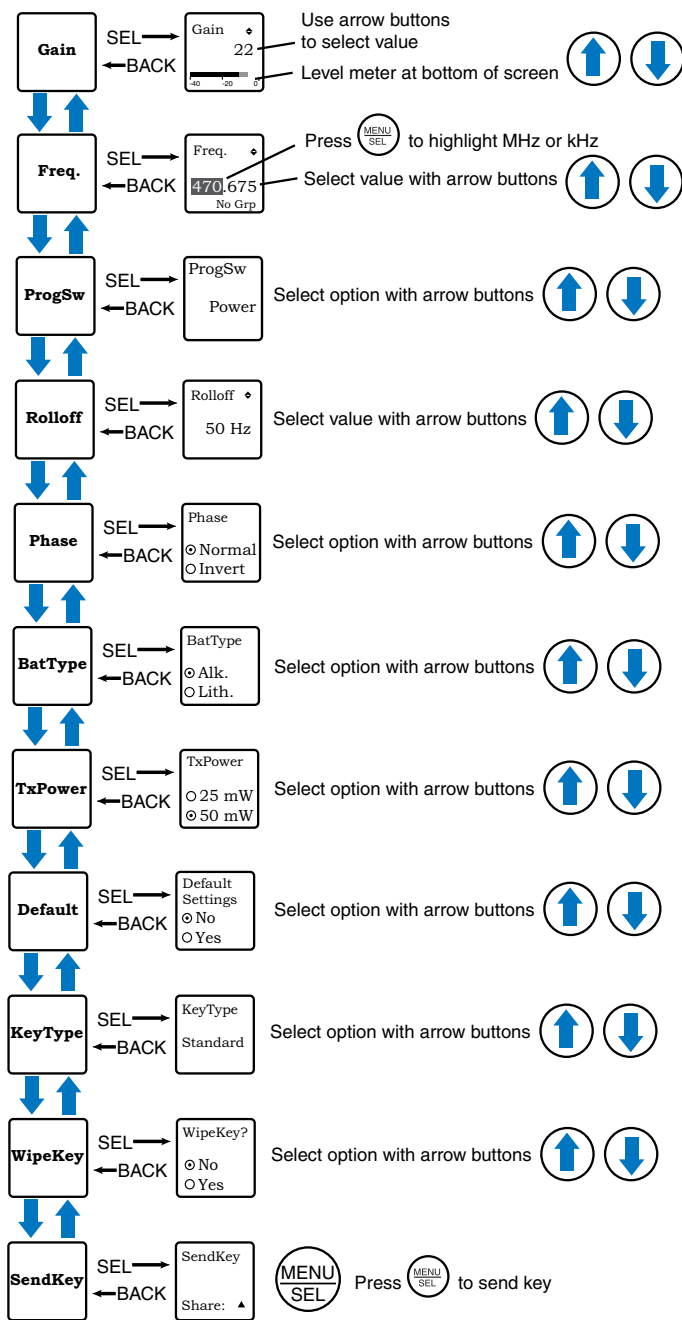 Gain
SEL
BACK
Gain
22
-40 -20 0
Use arrow buttons
to select value
Level meter at bottom of screen
Freq.
SEL
BACK
Freq.
470.675
No Grp
Press MENU SEL to highlight MHz or kHz
Select value with arrow buttons
ProgSw
SEL
BACK
ProgSw
Power
Select option with arrow buttons
Rolloff
SEL
BACK
Rolloff
50 Hz
Select value with arrow buttons
Phase
SEL
BACK
Phase
Normal
Invert
Select option with arrow buttons
BatType
SEL
BACK
BatType
Alk.
Lith.
Select option with arrow buttons
TxPower
SEL
BACK
TxPower
25 mW
50 mW
Select option with arrow buttons
Default
SEL
BACK
Default
Settings
No
Yes
Select option with arrow buttons
KeyType
SEL
BACK
KeyType
Standard
Select option with arrow buttons
WipeKey
SEL
BACK
WipeKey?
No
Yes
Select option with arrow buttons
SendKey
SEL
BACK
SendKey
Share:
MENU
SEL
Press MENU SEL to send key